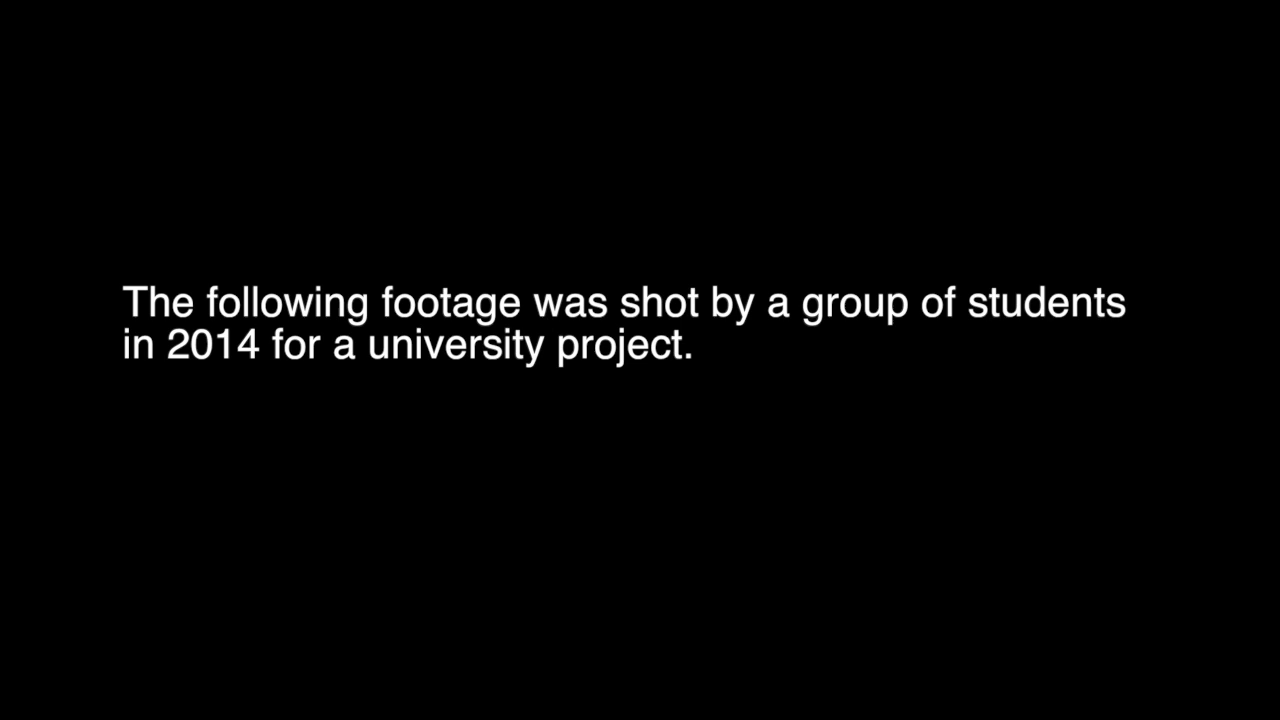 The following footage was shot by a group of students
in 2014 for a university project.